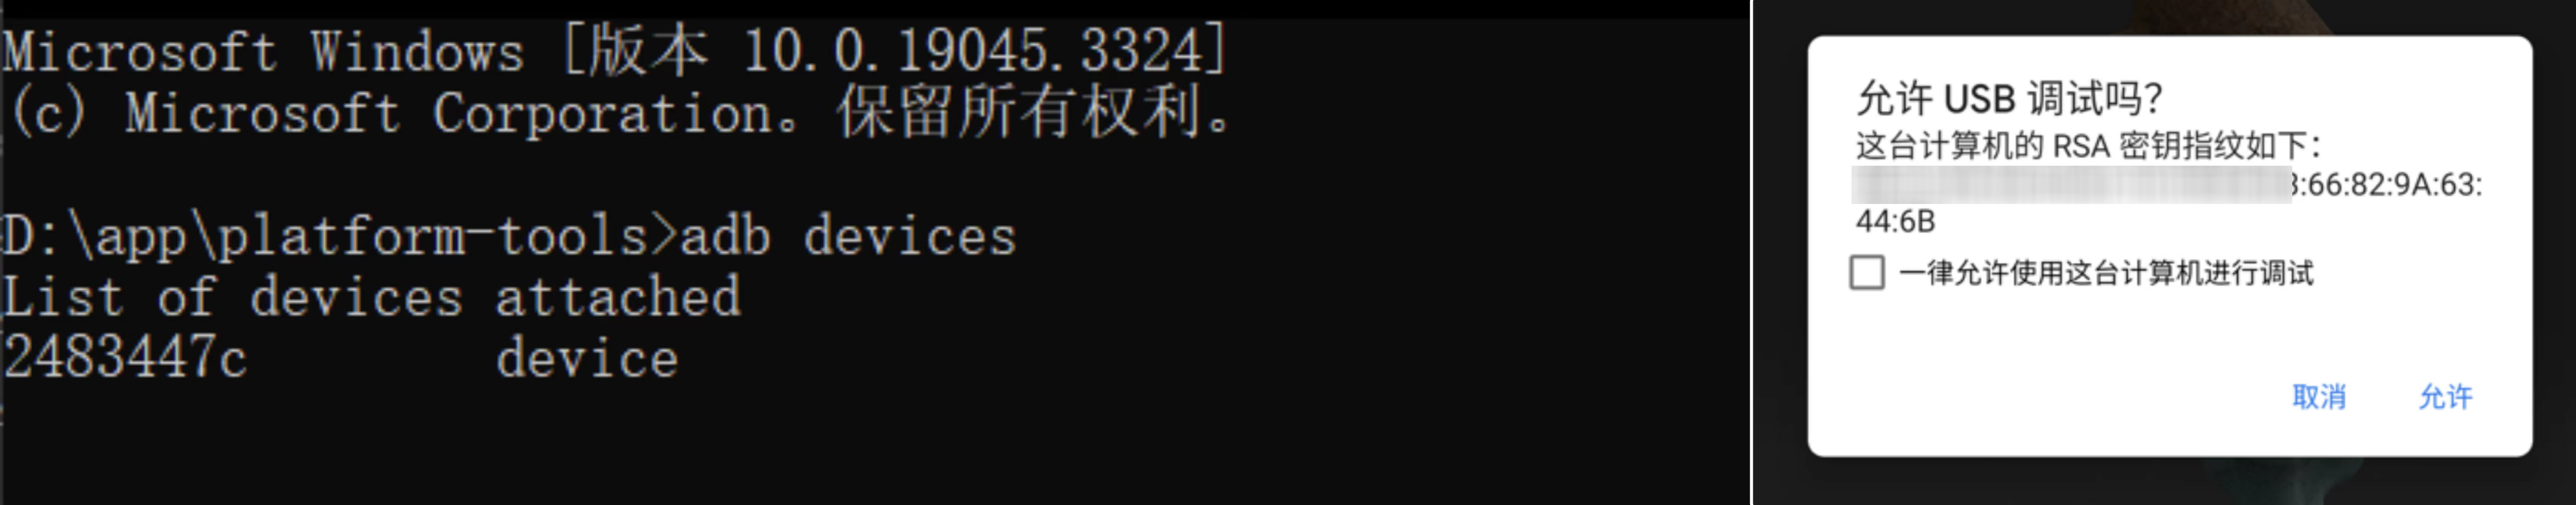 Microsoft Windows [版本 10.0.19045.3324]
(c) Microsoft Corporation。保留所有权利。
D:\app\platform-tools>adb devices
List of devices attached
2483447c device
允许 USB 调试吗？
这台计算机的 RSA 密钥指纹如下：
:66:82:9A:63:
44:6B
一律允许使用这台计算机进行调试
取消 允许